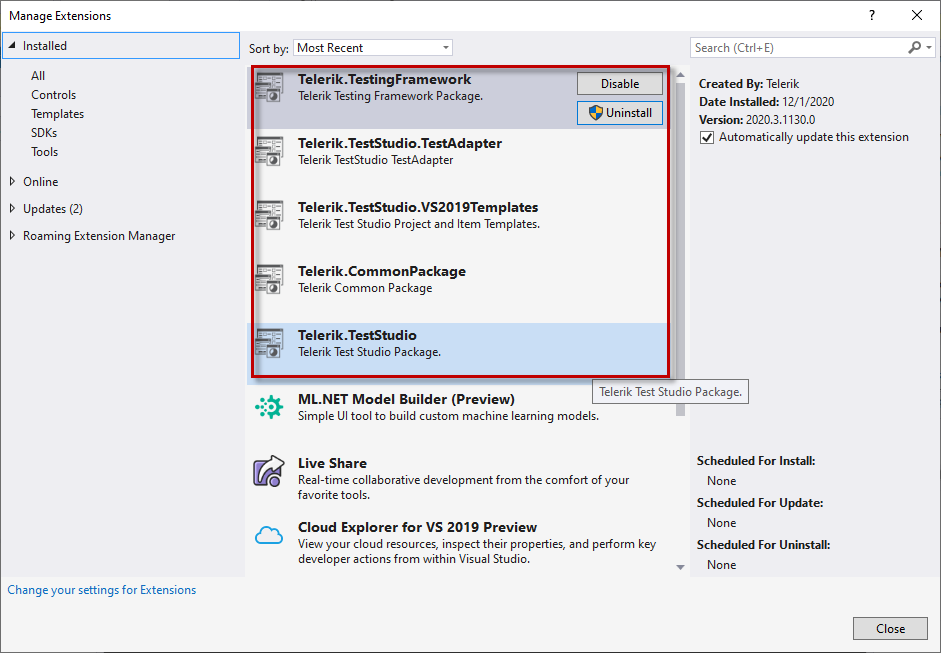 Manage Extensions
?
Installed
All
Controls
Templates
SDKs
Tools
Online
Updates (2)
Roaming Extension Manager
Sort by: Most Recent
Telerik.TestingFramework
Telerik Testing Framework Package.
Disable
Uninstall
Telerik.TestStudio.TestAdapter
Telerik TestStudio TestAdapter
Telerik.TestStudio.VS2019Templates
Telerik Test Studio Project and Item Templates.
Telerik.CommonPackage
Telerik Common Package
Telerik.TestStudio
Telerik Test Studio Package.
Telerik Test Studio Package.
ML.NET Model Builder (Preview)
Simple UI tool to build custom machine learning models.
Live Share
Real-time collaborative development from the comfort of your
favorite tools.
Cloud Explorer for VS 2019 Preview
View your cloud resources, inspect their properties, and perform key
developer actions from within Visual Studio.
Search (Ctrl+E)
Created By: Telerik
Date Installed: 12/1/2020
Version: 2020.3.1130.0
Automatically update this extension
Scheduled For Install:
None
Scheduled For Update:
None
Scheduled For Uninstall:
None
Change your settings for Extensions
Close